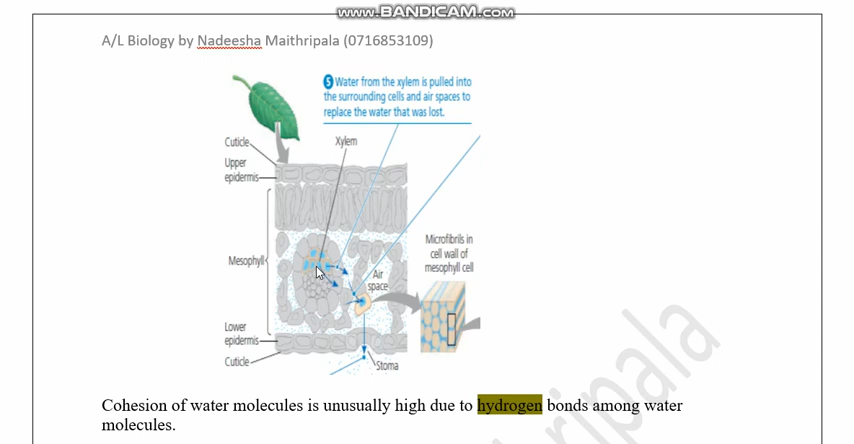 www.BANDICAM.com
A/L Biology by Nadeesha Maithripala (0716853109)
5 Water from the xylem is pulled into
the surrounding cells and air spaces to
replace the water that was lost.
Cuticle
Xylem
Upper
epidermis
Microfibrils in
cell wall of
mesophyll cell
Mesophyll
Air
space
Lower
epidermis
Cuticle
Stoma
ripala
Cohesion of water molecules is unusually high due to hydrogen bonds among water
molecules.